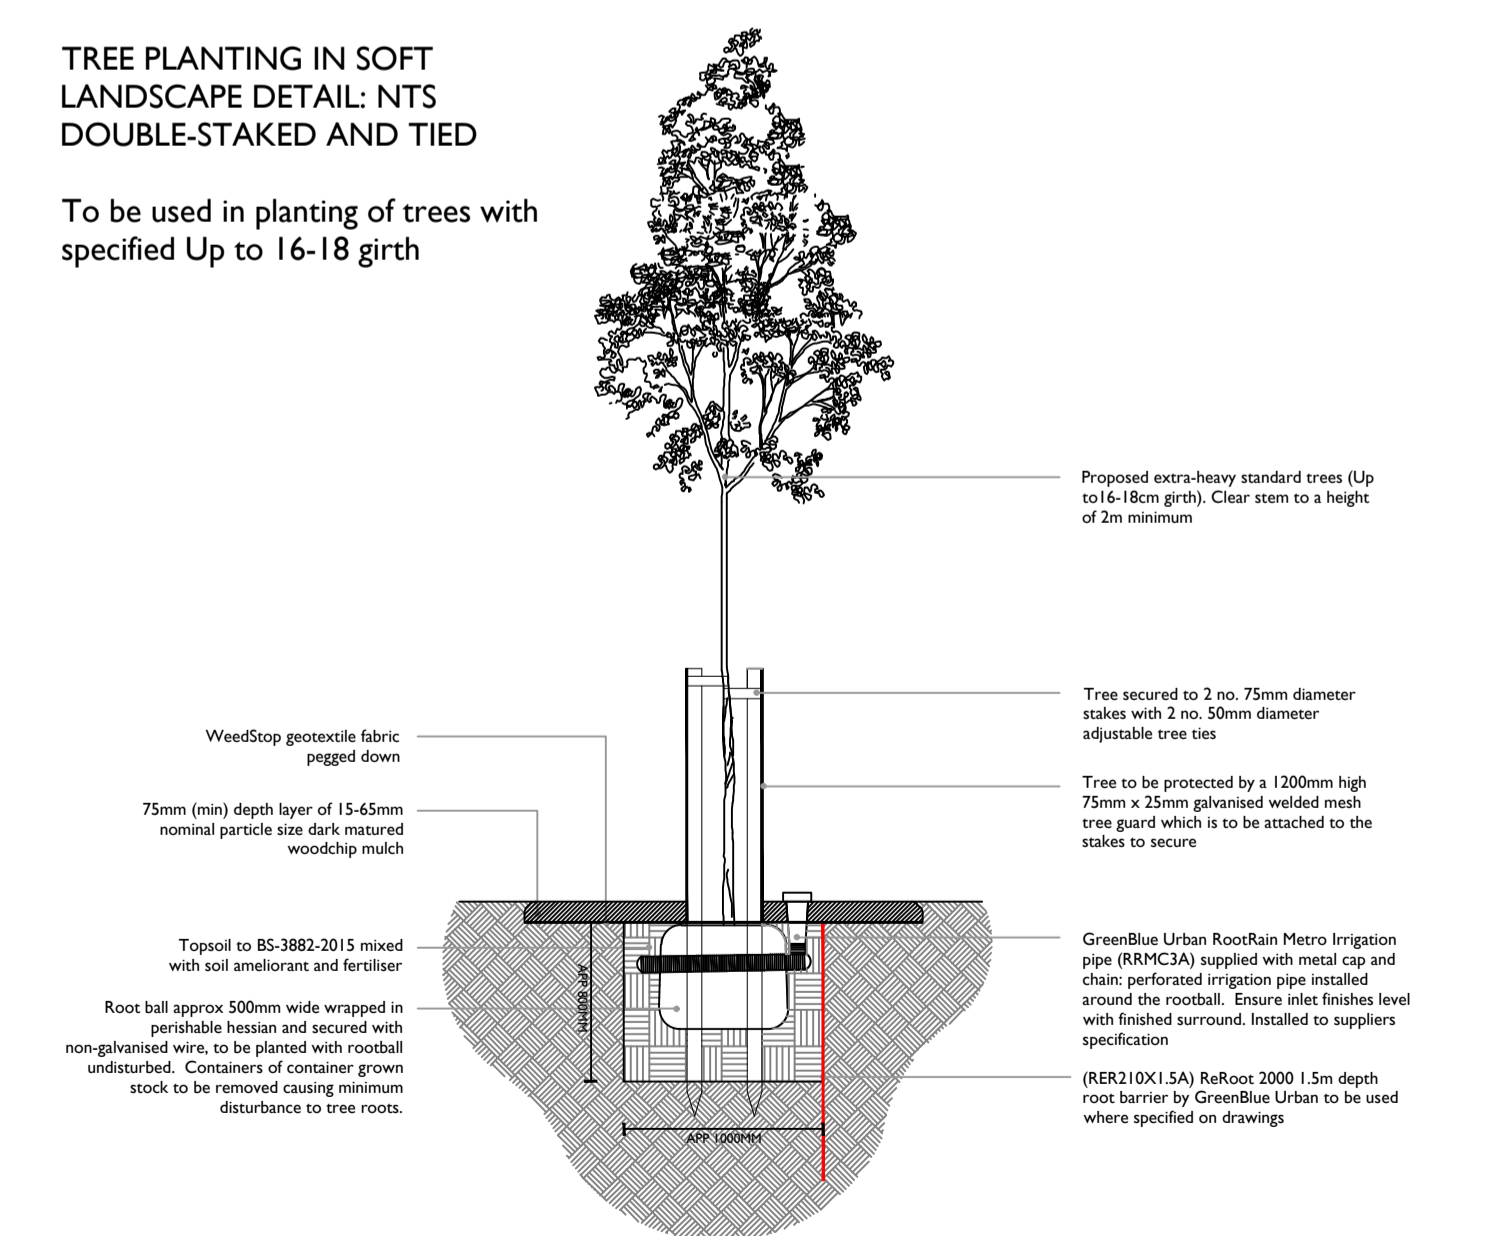 TREE PLANTING IN SOFT
LANDSCAPE DETAIL: NTS
DOUBLE-STAKED AND TIED
To be used in planting of trees with
specified Up to 16-18 girth
Proposed extra-heavy standard trees (Up
to16-18cm girth). Clear stem to a height
of 2m minimum
Tree secured to 2 no. 75mm diameter
stakes with 2 no. 50mm diameter
adjustable tree ties
WeedStop geotextile fabric
pegged down
Tree to be protected by a 1200mm high
75mm x 25mm galvanised welded mesh
tree guard which is to be attached to the
stakes to secure
75mm (min) depth layer of 15-65mm
nominal particle size dark matured
woodchip mulch
Topsoil to BS-3882-2015 mixed
with soil ameliorant and fertiliser
GreenBlue Urban RootRain Metro Irrigation
pipe (RRMC3A) supplied with metal cap and
chain: perforated irrigation pipe installed
around the rootball.  Ensure inlet finishes level
with finished surround. Installed to suppliers
specification
Root ball approx 500mm wide wrapped in
perishable hessian and secured with
non-galvanised wire, to be planted with rootball
undisturbed.  Containers of container grown
stock to be removed causing minimum
disturbance to tree roots.
APP 800MM
(RER210X1.5A) ReRoot 2000 1.5m depth
root barrier by GreenBlue Urban to be used
where specified on drawings
APP 1000MM